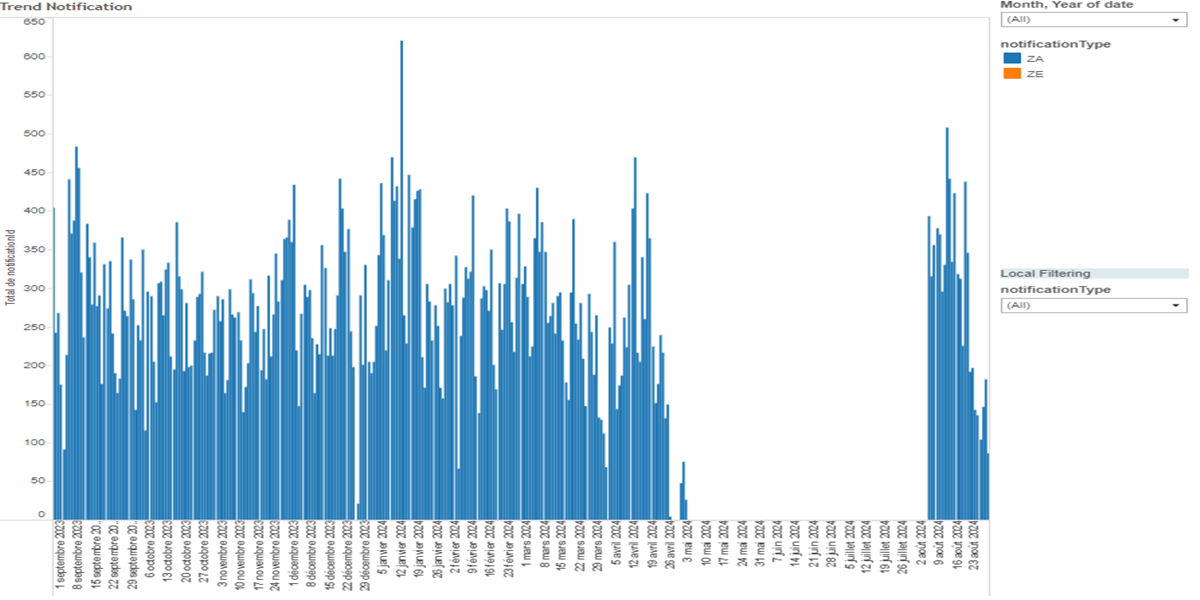 Trend Notification
Month, Year of date
(All)
notificationType
ZA
ZE
Local Filtering
notificationType
(All)
Total de notificationId
650
600
550
500
450
400
350
300
250
200
150
100
50
0
1 septembre 2023
8 septembre 2023
15 septembre 20..
22 septembre 20..
29 septembre 20..
6 octobre 2023
13 octobre 2023
20 octobre 2023
27 octobre 2023
3 novembre 2023
10 novembre 2023
17 novembre 2023
24 novembre 2023
1 décembre 2023
8 décembre 2023
15 décembre 2023
22 décembre 2023
29 décembre 2023
5 janvier 2024
12 janvier 2024
19 janvier 2024
26 janvier 2024
2 février 2024
9 février 2024
16 février 2024
23 février 2024
1 mars 2024
8 mars 2024
15 mars 2024
22 mars 2024
29 mars 2024
5 avril 2024
12 avril 2024
19 avril 2024
26 avril 2024
3 mai 2024
10 mai 2024
17 mai 2024
24 mai 2024
31 mai 2024
7 juin 2024
14 juin 2024
21 juin 2024
28 juin 2024
5 juillet 2024
12 juillet 2024
19 juillet 2024
26 juillet 2024
2 août 2024
9 août 2024
16 août 2024
23 août 2024